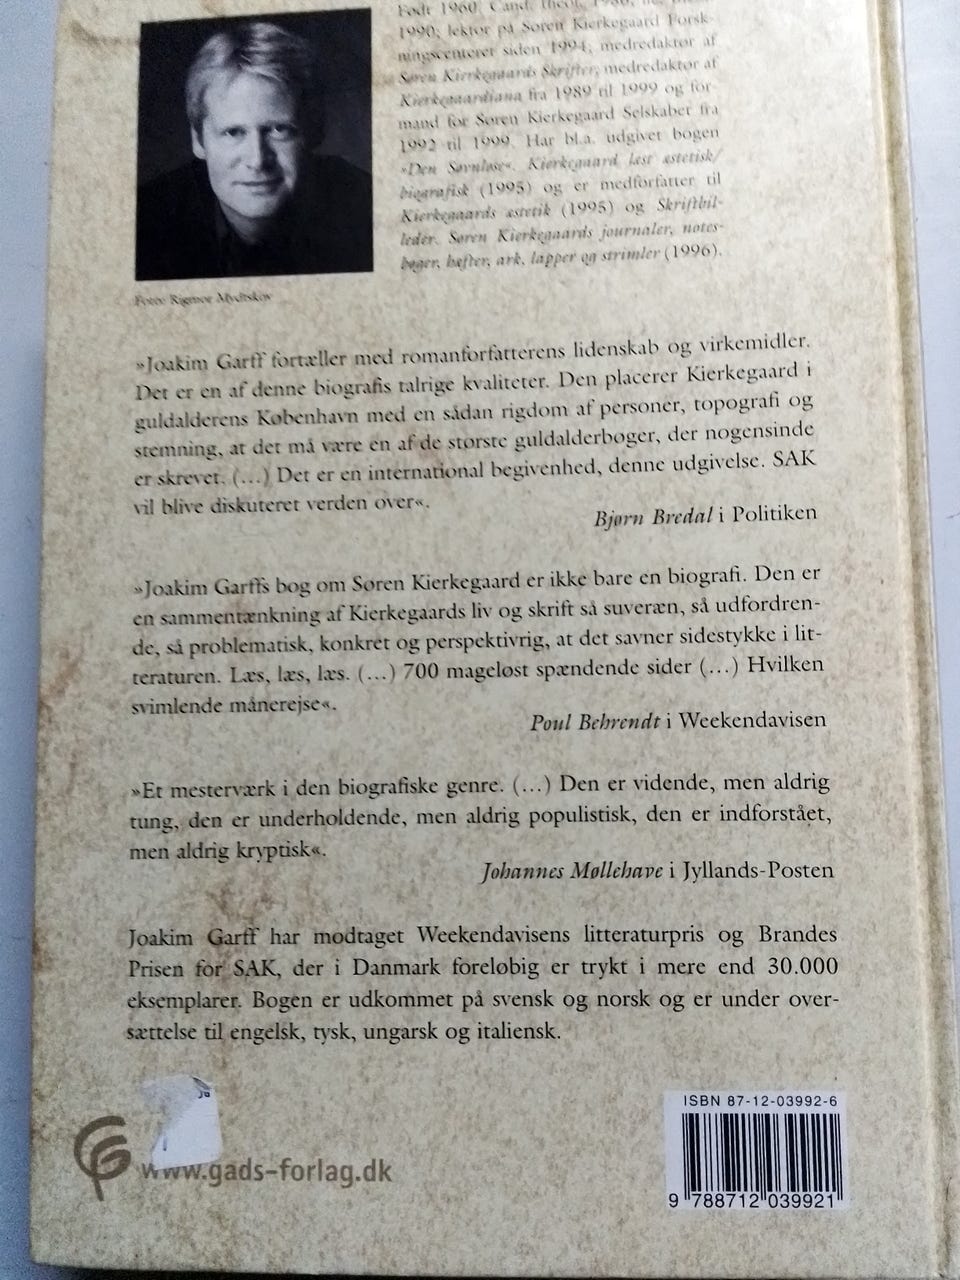 Født 1960. Cand. theol. 1986,
1990, lektor på Søren Kierkegaard Forsk-
ningscenteret siden 1994, medredaktør af
Søren Kierkegaards Skrifter, medredaktør af
Kierkegaardiana fra 1989 til 1999 og for-
mand for Søren Kierkegaard Selskabet fra
1992 til 1999. Har bl.a. udgivet bogen
»Den Søvnløse«. Kierkegaard læst æstetisk/
biografisk (1995) og er medforfatter til
Kierkegaards æstetik (1995) og Skriftbil-
leder. Søren Kierkegaards journaler, notes-
bøger, hæfter, ark, lapper og strimler (1996).
Foto: Rigmor Mydtskov
»Joakim Garff fortæller med romanforfatterens lidenskab og virkemidler.
Det er en af denne biografis talrige kvaliteter. Den placerer Kierkegaard i
guldalderens København med en sådan rigdom af personer, topografi og
stemning, at det må være en af de største guldalderbøger, der nogensinde
er skrevet. (…) Det er en international begivenhed, denne udgivelse. SAK
vil blive diskuteret verden over«.
Bjørn Bredal i Politiken
»Joakim Garffs bog om Søren Kierkegaard er ikke bare en biografi. Den er
en sammentænkning af Kierkegaards liv og skrift så suveræn, så udfordren-
de, så problematisk, konkret og perspektivrig, at det savner sidestykke i lit-
teraturen. Læs, læs, læs. (…) 700 mageløst spændende sider (…) Hvilken
svimlende månerejse«.
Poul Behrendt i Weekendavisen
»Et mesterværk i den biografiske genre. (…) Den er vidende, men aldrig
tung, den er underholdende, men aldrig populistisk, den er indforstået,
men aldrig kryptisk«.
Johannes Møllehave i Jyllands-Posten
Joakim Garff har modtaget Weekendavisens litteraturpris og Brandes
Prisen for SAK, der i Danmark foreløbig er trykt i mere end 30.000
eksemplarer. Bogen er udkommet på svensk og norsk og er under over-
sættelse til engelsk, tysk, ungarsk og italiensk.
www.gads-forlag.dk
ISBN 87-12-03992-6
9 788712 039921